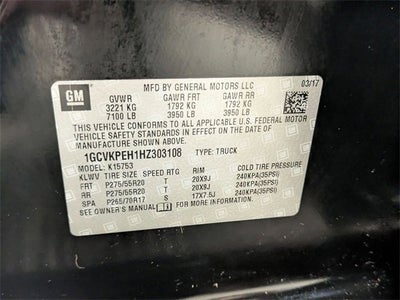 GM
MFD BY GENERAL MOTORS LLC 03/17
GVWR GAWR FRT GAWR RR
3221 KG 1792 KG 1792 KG
7100 LB 3950 LB 3950 LB
THIS VEHICLE CONFORMS TO ALL APPLICABLE U.S. FEDERAL MOTOR
VEHICLE SAFETY STANDARDS IN EFFECT ON THE DATE OF
MANUFACTURE SHOWN ABOVE.
1GCVKPEH1HZ303108 TYPE: TRUCK
MODEL: K15753
KLWV TIRE SIZE SPEED RTG RIM COLD TIRE PRESSURE
FRT P275/55R20 T 20X9J 240KPA(35PSI)
RR P275/55R20 T 20X9J 240KPA(35PSI)
SPA P265/70R17 S 17X7.5J 240KPA(35PSI)
SEE OWNER'S MANUAL FOR MORE INFORMATION.